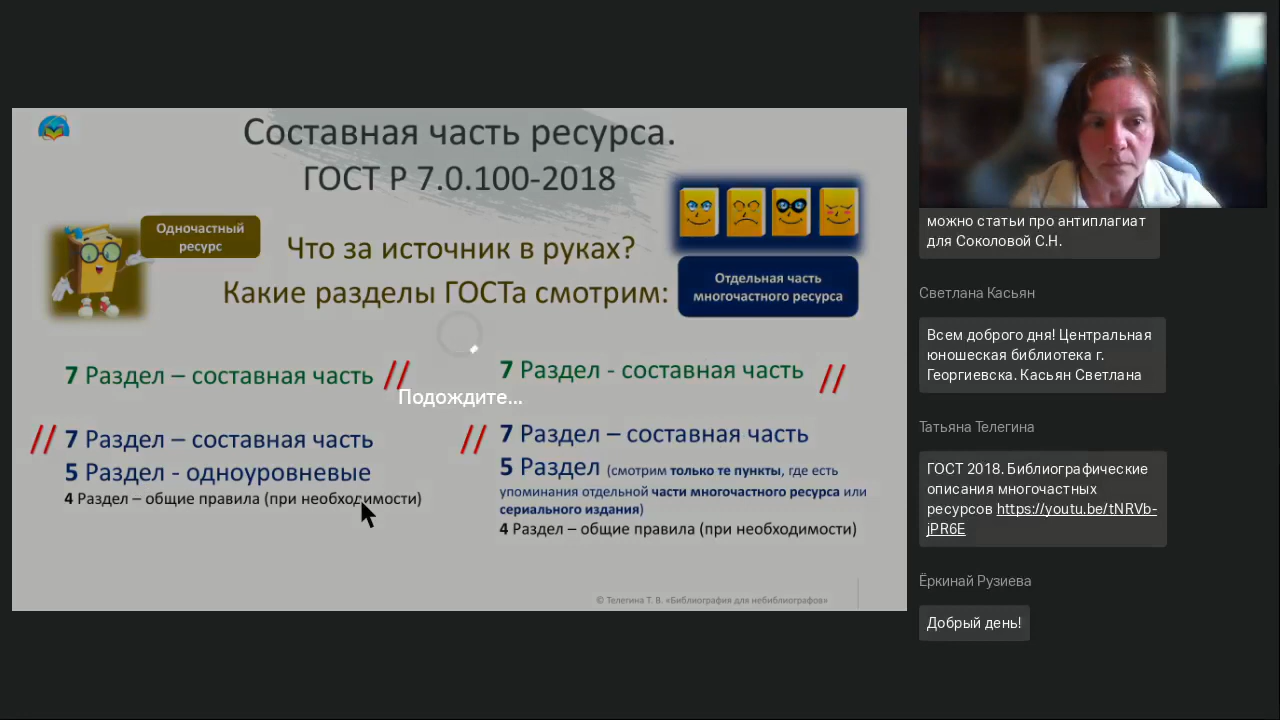 Составная часть ресурса.
ГОСТ Р 7.0.100-2018
Одночастный
ресурс
Что за источник в руках?
Какие разделы ГОСТа смотрим:
Отдельная часть
многочастного ресурса
7 Раздел – составная часть //
Подождите...
// 7 Раздел – составная часть
5 Раздел - одноуровневые
4 Раздел – общие правила (при необходимости)
7 Раздел - составная часть //
// 7 Раздел – составная часть
5 Раздел (смотрим только те пункты, где есть
упоминания отдельной части многочастного ресурса или
сериального издания)
4 Раздел – общие правила (при необходимости)
© Телегина Т. В. «Библиография для небиблиографов»
можно статьи про антиплагиат
для Соколовой С.Н.
Светлана Касьян
Всем доброго дня! Центральная
юношеская библиотека г.
Георгиевска. Касьян Светлана
Татьяна Телегина
ГОСТ 2018. Библиографические
описания многочастных
ресурсов https://youtu.be/tNRVb-
jPR6E
Ёркинай Рузиева
Добрый день!